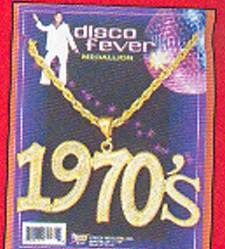 disco
fever
MEDALLION
1970's